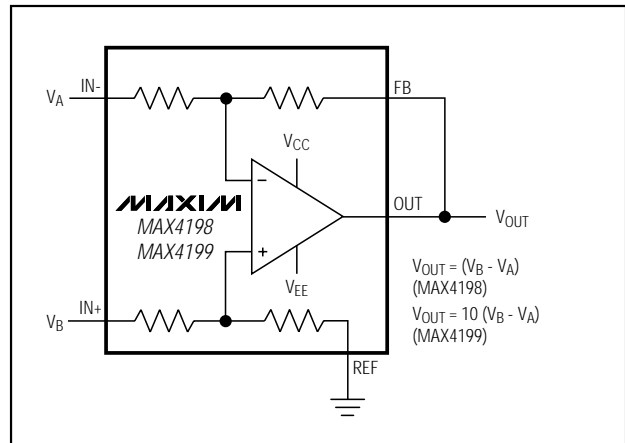 IN-
VA
FB
VCC
−
MAXIM
MAX4198
MAX4199
OUT
VOUT
+
VEE
VOUT = (VB - VA)
(MAX4198)
VOUT = 10 (VB - VA)
(MAX4199)
IN+
VB
REF